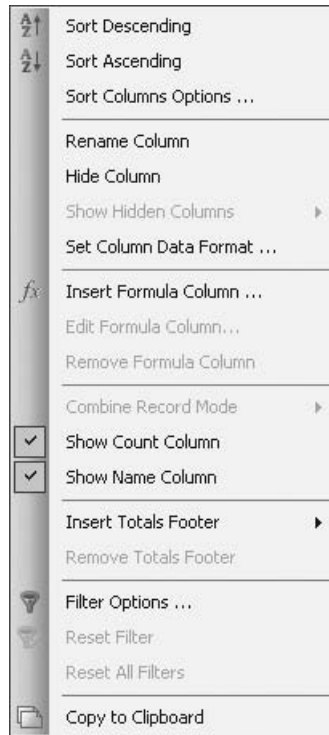 Sort Descending
Sort Ascending
Sort Columns Options ...
Rename Column
Hide Column
Show Hidden Columns
Set Column Data Format ...
fx Insert Formula Column ...
Edit Formula Column...
Remove Formula Column
Combine Record Mode
Show Count Column
Show Name Column
Insert Totals Footer
Remove Totals Footer
Filter Options ...
Reset Filter
Reset All Filters
Copy to Clipboard